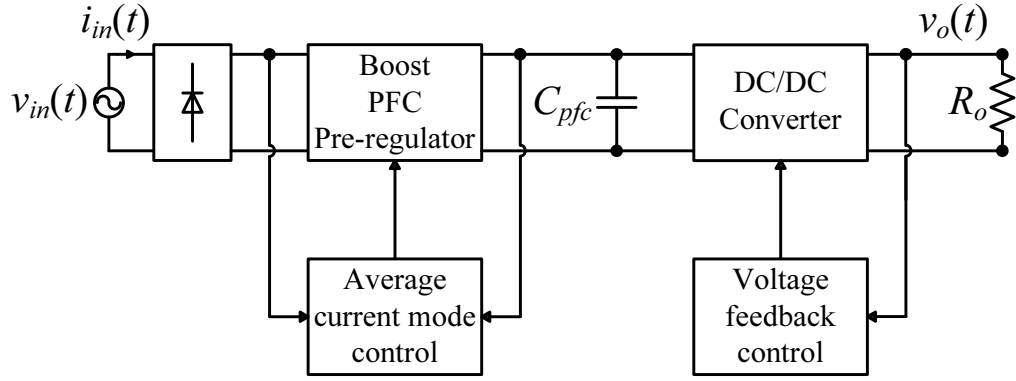 i_in(t)
v_o(t)
v_in(t)
Boost
PFC
Pre-regulator
C_pfc
DC/DC
Converter
R_o
Average
current mode
control
Voltage
feedback
control